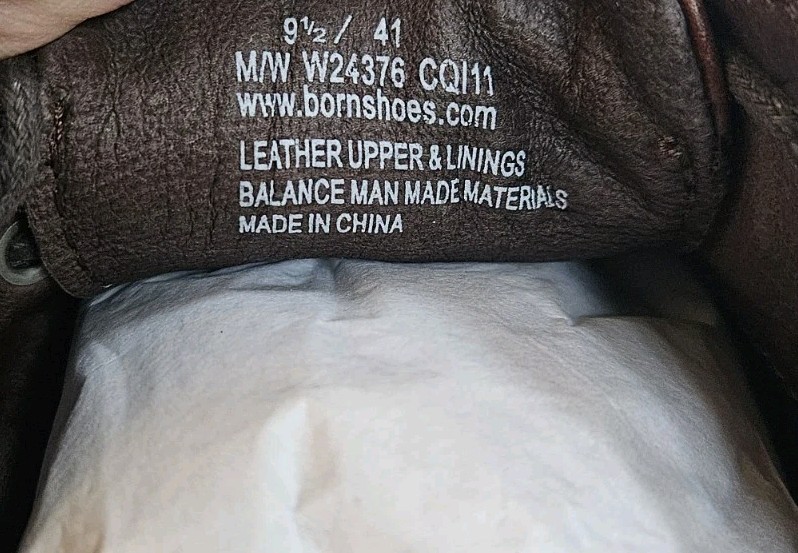 9½ / 41
M/W W24376 CQI11
www.bornshoes.com
LEATHER UPPER & LININGS
BALANCE MAN MADE MATERIALS
MADE IN CHINA